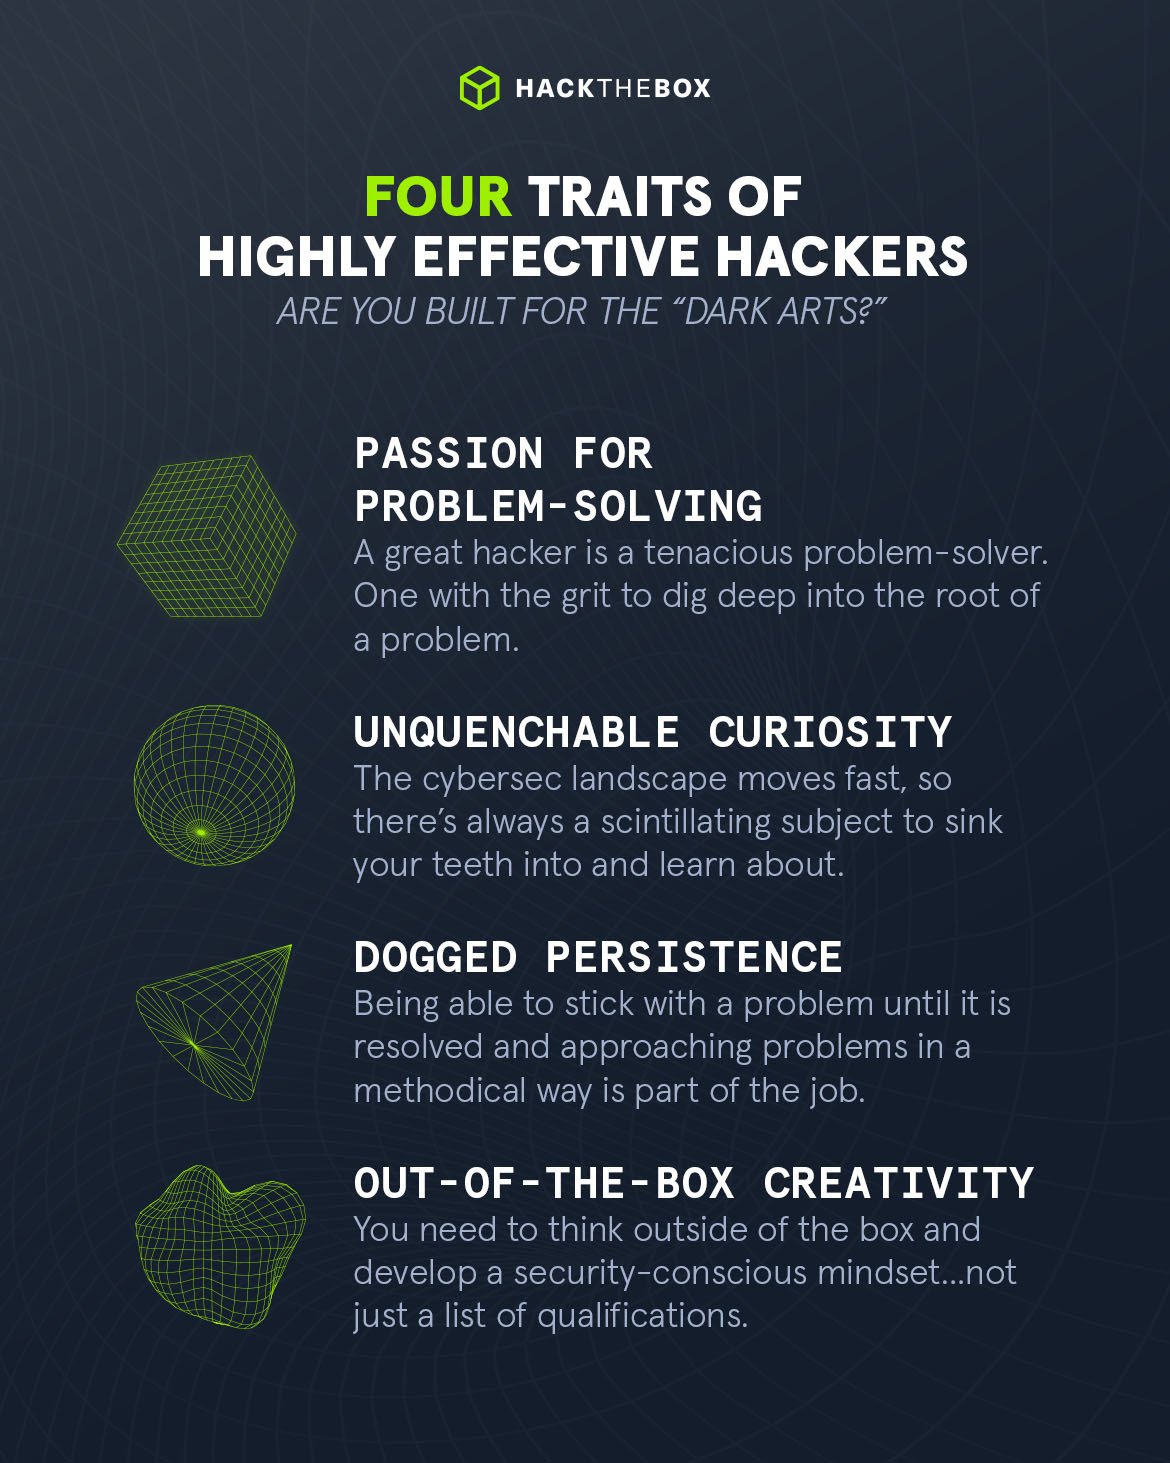 HACKTHEBOX
FOUR TRAITS OF
HIGHLY EFFECTIVE HACKERS
ARE YOU BUILT FOR THE “DARK ARTS?”
PASSION FOR
PROBLEM-SOLVING
A great hacker is a tenacious problem-solver.
One with the grit to dig deep into the root of
a problem.
UNQUENCHABLE CURIOSITY
The cybersec landscape moves fast, so
there’s always a scintillating subject to sink
your teeth into and learn about.
DOGGED PERSISTENCE
Being able to stick with a problem until it is
resolved and approaching problems in a
methodical way is part of the job.
OUT-OF-THE-BOX CREATIVITY
You need to think outside of the box and
develop a security-conscious mindset...not
just a list of qualifications.